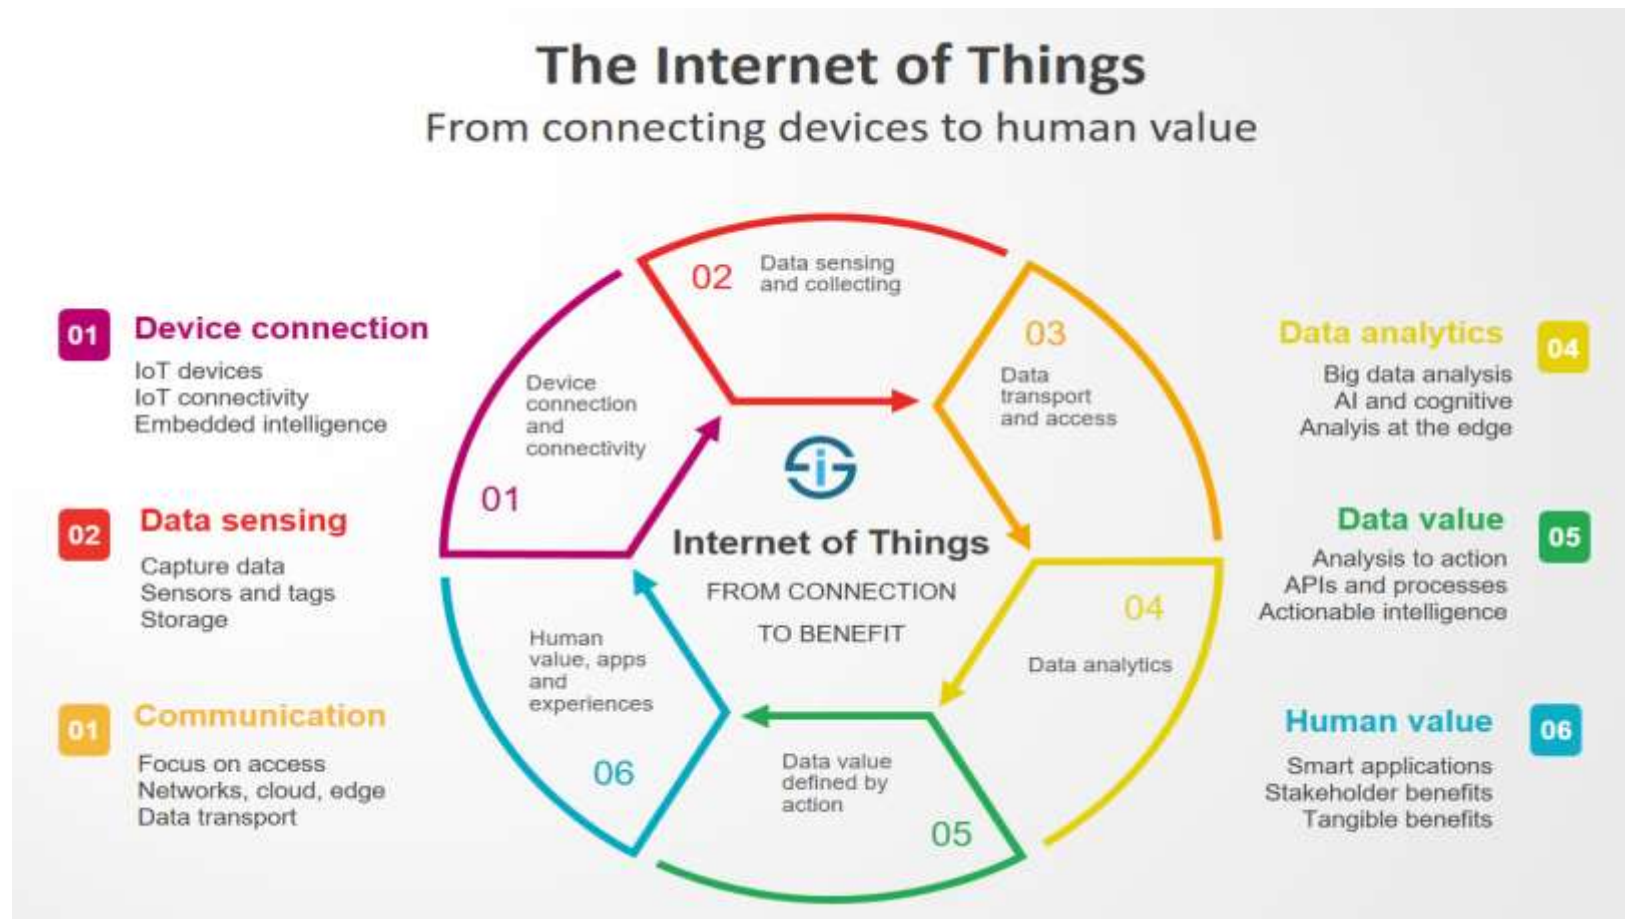 The Internet of Things
From connecting devices to human value
01
Device connection
IoT devices
IoT connectivity
Embedded intelligence
02
Data sensing
Capture data
Sensors and tags
Storage
01
Communication
Focus on access
Networks, cloud, edge
Data transport
01
Device
connection
and
connectivity
02
Data sensing
and collecting
03
Data
transport
and access
04
Data analytics
05
Data value
defined by
action
06
Human
value, apps
and
experiences
Internet of Things
FROM CONNECTION
TO BENEFIT
Data analytics
04
Big data analysis
AI and cognitive
Analyis at the edge
Data value
05
Analysis to action
APIs and processes
Actionable intelligence
Human value
06
Smart applications
Stakeholder benefits
Tangible benefits